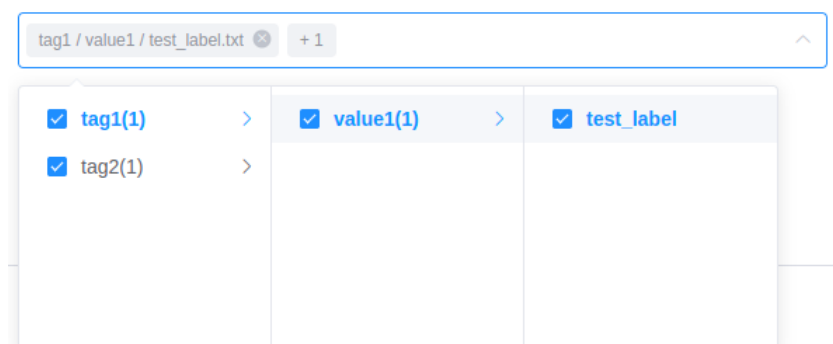 tag1 / value1 / test_label.txt + 1
tag1(1) value1(1) test_label
tag2(1)